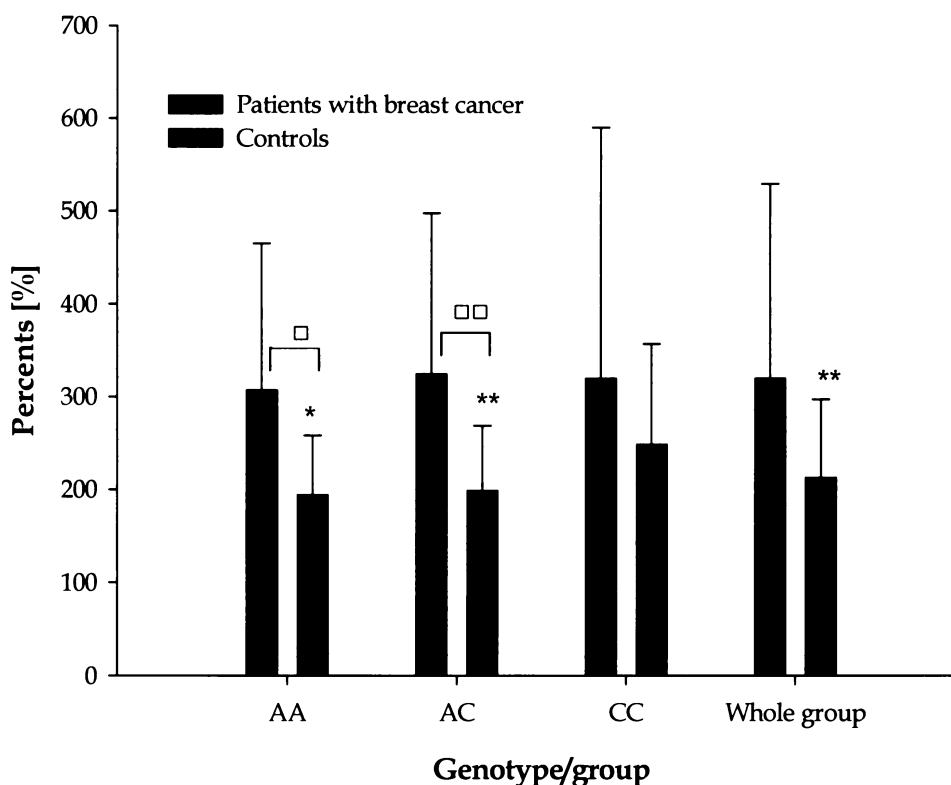 700
600
500
400
300
200
100
0
Percents [%]
Patients with breast cancer
Controls
□
*
□□
**
**
AA
AC
CC
Whole group
Genotype/group